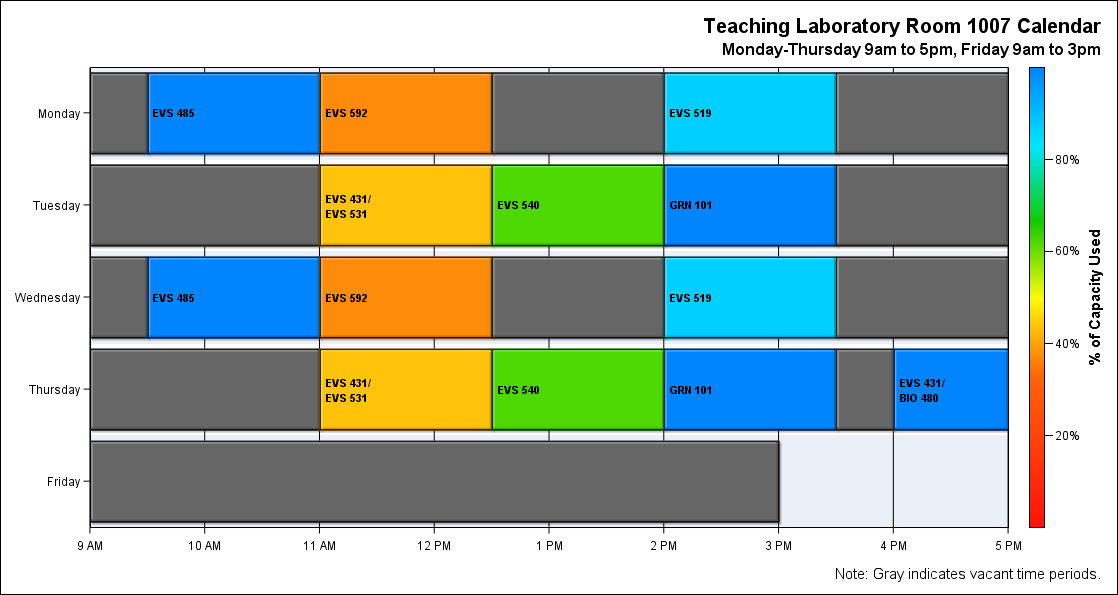 Teaching Laboratory Room 1007 Calendar
Monday-Thursday 9am to 5pm, Friday 9am to 3pm
Monday
EVS 485
EVS 592
EVS 519
Tuesday
EVS 431/
EVS 531
EVS 540
GRN 101
Wednesday
EVS 485
EVS 592
EVS 519
Thursday
EVS 431/
EVS 531
EVS 540
GRN 101
EVS 431/
BIO 480
Friday
9 AM
10 AM
11 AM
12 PM
1 PM
2 PM
3 PM
4 PM
5 PM
80%
60%
40%
20%
% of Capacity Used
Note: Gray indicates vacant time periods.